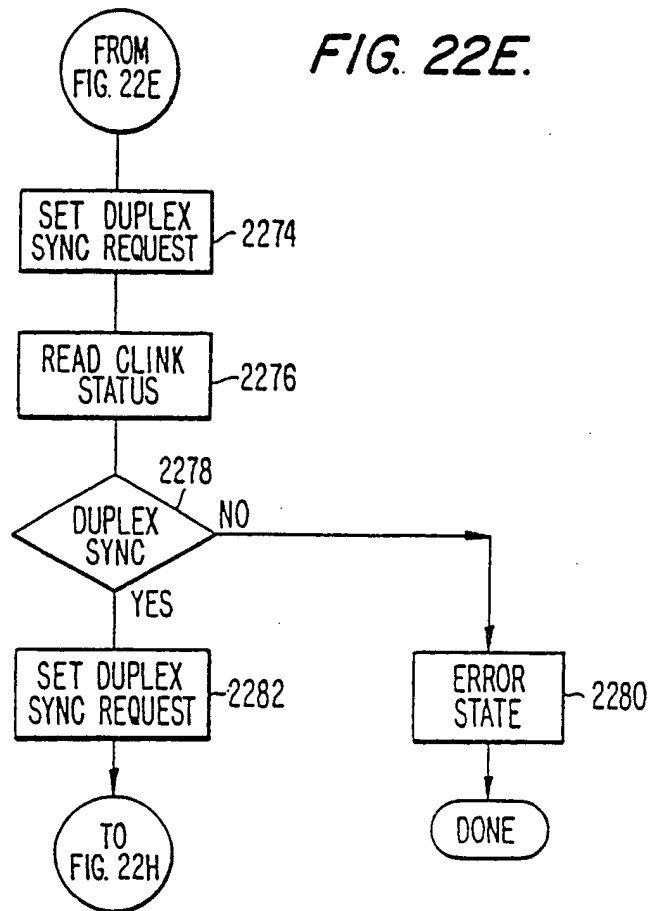 FROM
FIG. 22E
FIG. 22E.
SET DUPLEX
SYNC REQUEST
2274
READ CLINK
STATUS
2276
2278
DUPLEX
SYNC
NO
YES
SET DUPLEX
SYNC REQUEST
2282
ERROR
STATE
2280
TO
FIG. 22H
DONE